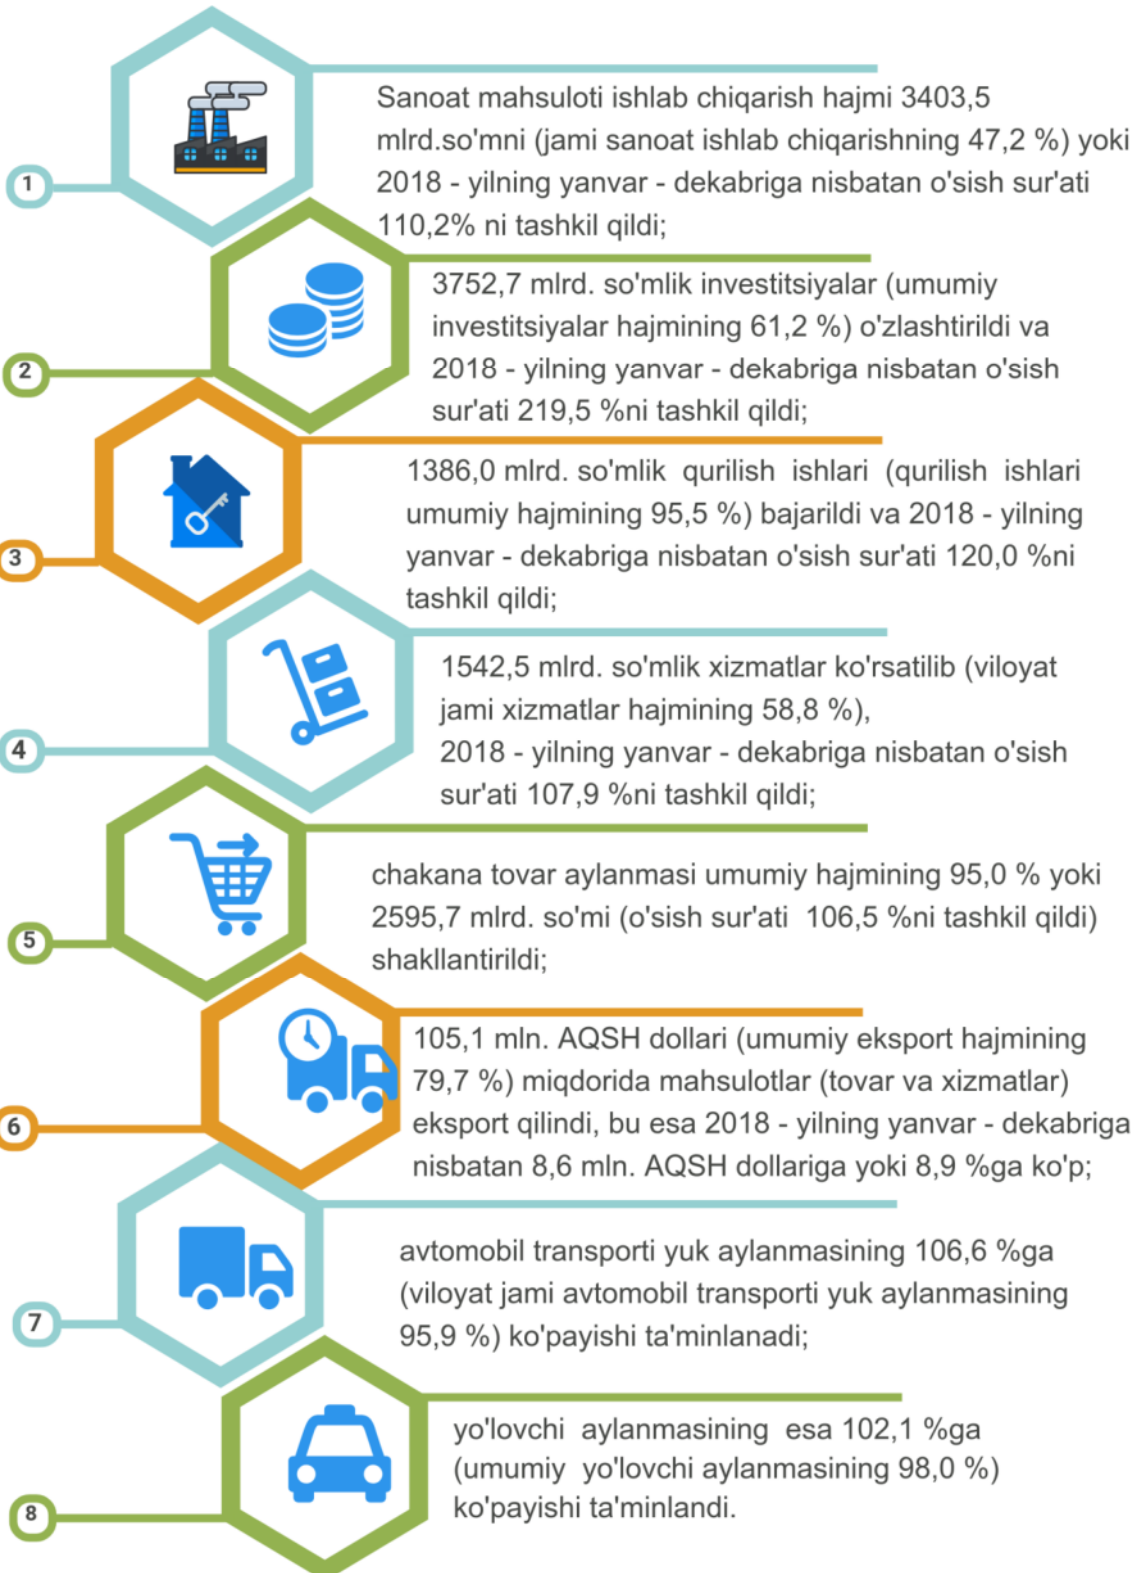 1
Sanoat mahsuloti ishlab chiqarish hajmi 3403,5
mlrd.so'mni (jami sanoat ishlab chiqarishning 47,2 %) yoki
2018 - yilning yanvar - dekabriga nisbatan o'sish sur'ati
110,2% ni tashkil qildi;
2
3752,7 mlrd. so'mlik investitsiyalar (umumiy
investitsiyalar hajmining 61,2 %) o'zlashtirildi va
2018 - yilning yanvar - dekabriga nisbatan o'sish
sur'ati 219,5 %ni tashkil qildi;
3
1386,0 mlrd. so'mlik qurilish ishlari (qurilish ishlari
umumiy hajmining 95,5 %) bajarildi va 2018 - yilning
yanvar - dekabriga nisbatan o'sish sur'ati 120,0 %ni
tashkil qildi;
4
1542,5 mlrd. so'mlik xizmatlar ko'rsatilib (viloyat
jami xizmatlar hajmining 58,8 %),
2018 - yilning yanvar - dekabriga nisbatan o'sish
sur'ati 107,9 %ni tashkil qildi;
5
chakana tovar aylanmasi umumiy hajmining 95,0 % yoki
2595,7 mlrd. so'mi (o'sish sur'ati 106,5 %ni tashkil qildi)
shakllantirildi;
6
105,1 mln. AQSH dollari (umumiy eksport hajmining
79,7 %) miqdorida mahsulotlar (tovar va xizmatlar)
eksport qilindi, bu esa 2018 - yilning yanvar - dekabriga
nisbatan 8,6 mln. AQSH dollariga yoki 8,9 %ga ko'p;
7
avtomobil transporti yuk aylanmasining 106,6 %ga
(viloyat jami avtomobil transporti yuk aylanmasining
95,9 %) ko'payishi ta'minlanadi;
8
yo'lovchi aylanmasining esa 102,1 %ga
(umumiy yo'lovchi aylanmasining 98,0 %)
ko'payishi ta'minlandi.